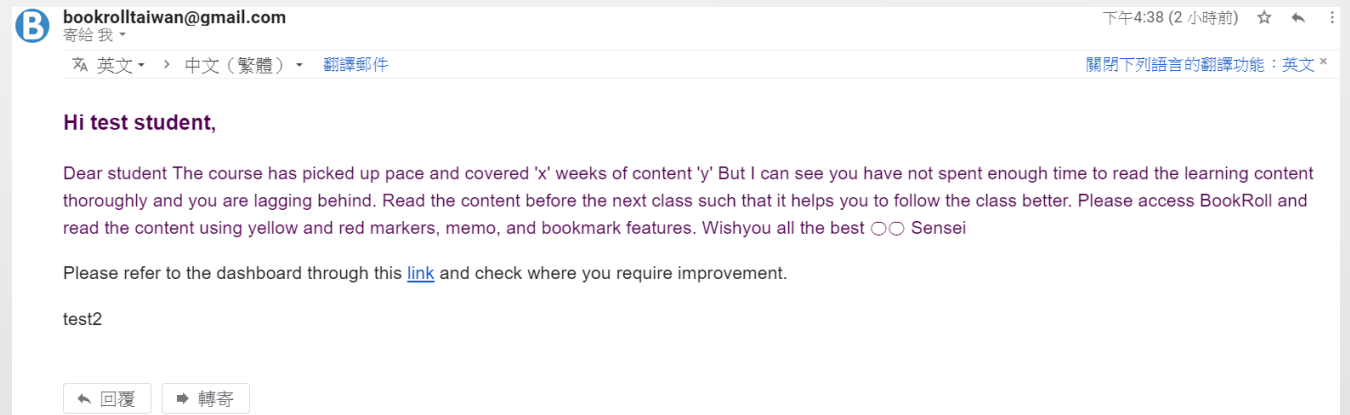 B bookrolltaiwan@gmail.com 下午4:38 (2 小時前)
寄給 我
英文 > 中文（繁體） 翻譯郵件 關閉下列語言的翻譯功能：英文 ×
Hi test student,
Dear student The course has picked up pace and covered 'x' weeks of content 'y' But I can see you have not spent enough time to read the learning content
thoroughly and you are lagging behind. Read the content before the next class such that it helps you to follow the class better. Please access BookRoll and
read the content using yellow and red markers, memo, and bookmark features. Wishyou all the best 〇〇 Sensei
Please refer to the dashboard through this link and check where you require improvement.
test2
回覆 轉寄